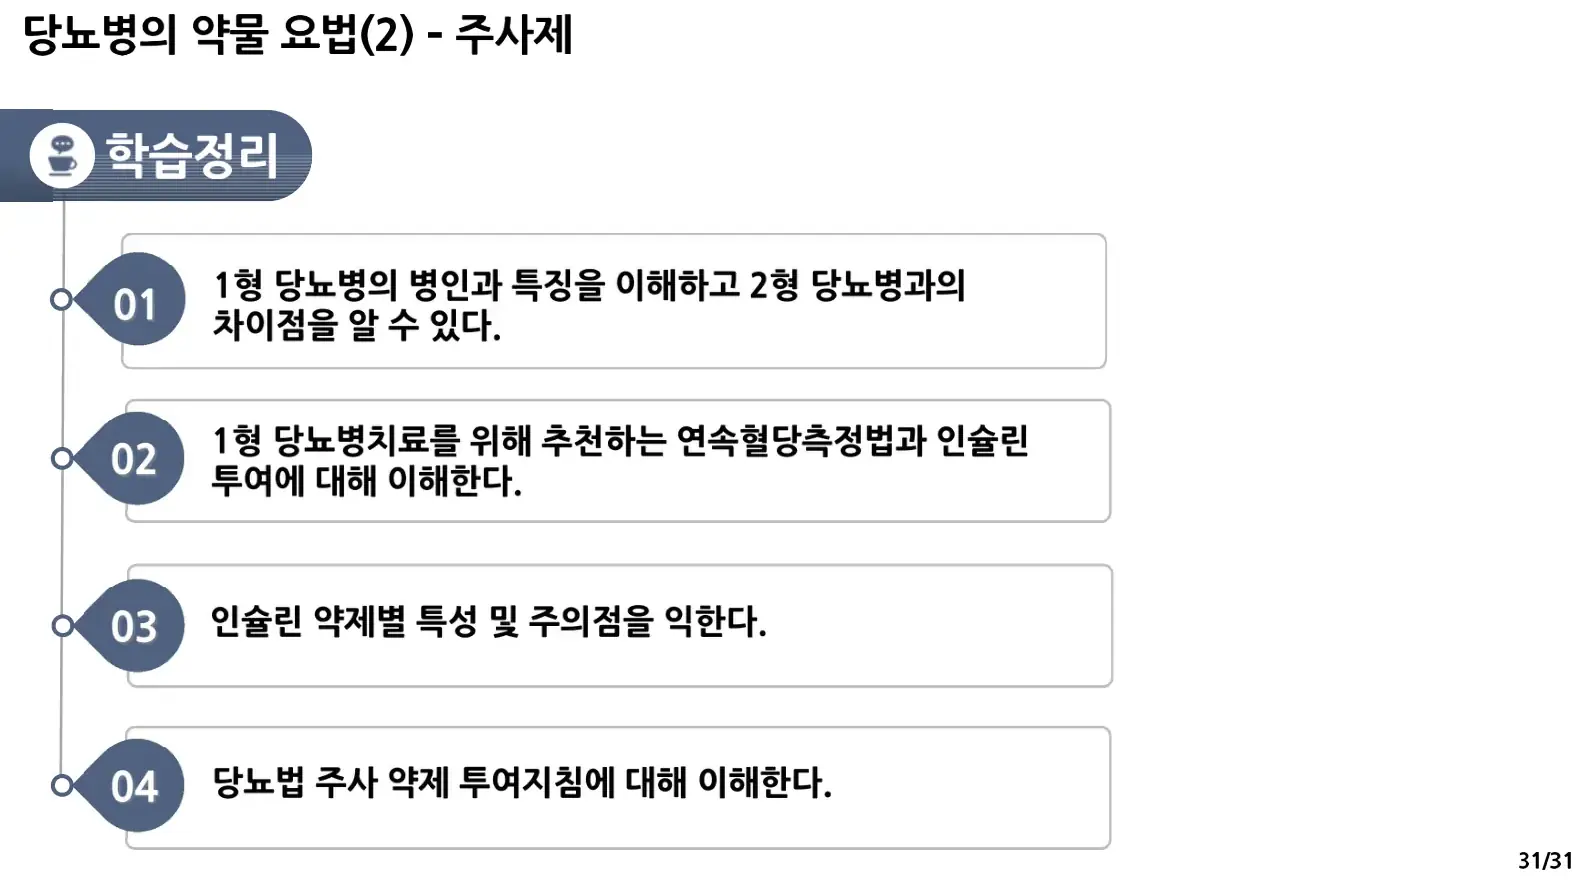 당뇨병의 약물 요법(2) - 주사제
학습정리
01
1형 당뇨병의 병인과 특징을 이해하고 2형 당뇨병과의
차이점을 알 수 있다.
02
1형 당뇨병치료를 위해 추천하는 연속혈당측정법과 인슐린
투여에 대해 이해한다.
03
인슐린 약제별 특성 및 주의점을 익한다.
04
당뇨법 주사 약제 투여지침에 대해 이해한다.
31/31